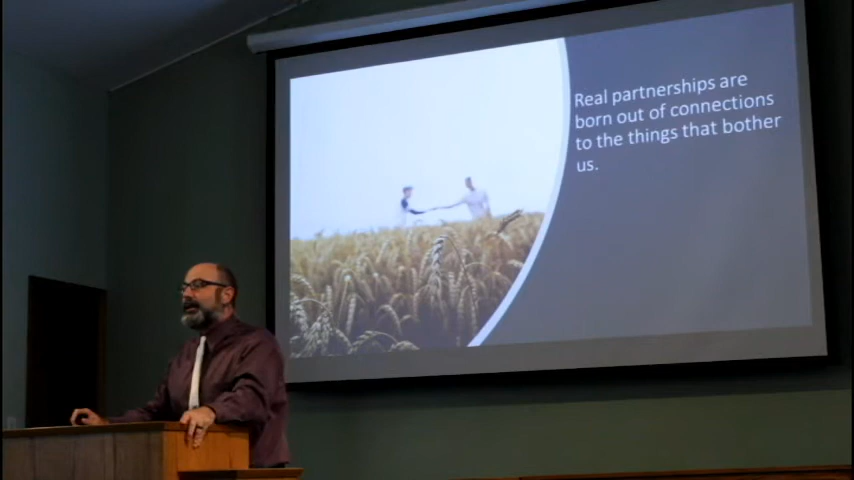 Real partnerships are
born out of connections
to the things that bother
us.